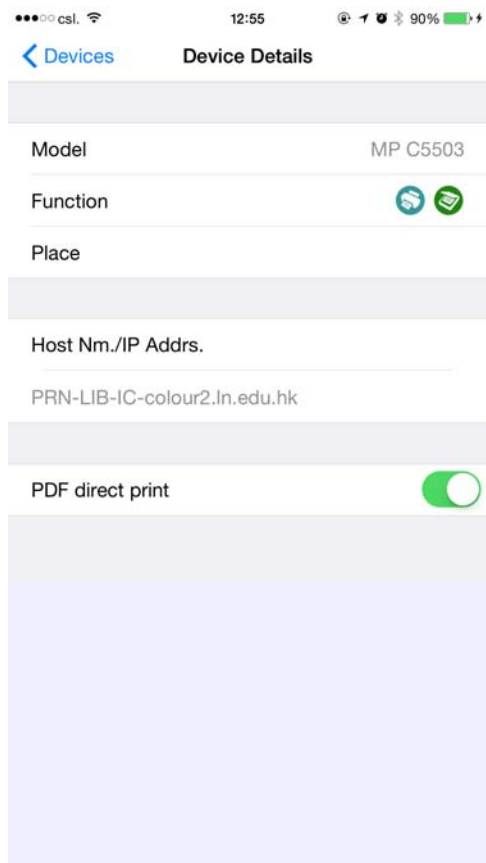 csl. 12:55 90%
Devices Device Details
Model MP C5503
Function
Place
Host Nm./IP Addrs.
PRN-LIB-IC-colour2.ln.edu.hk
PDF direct print